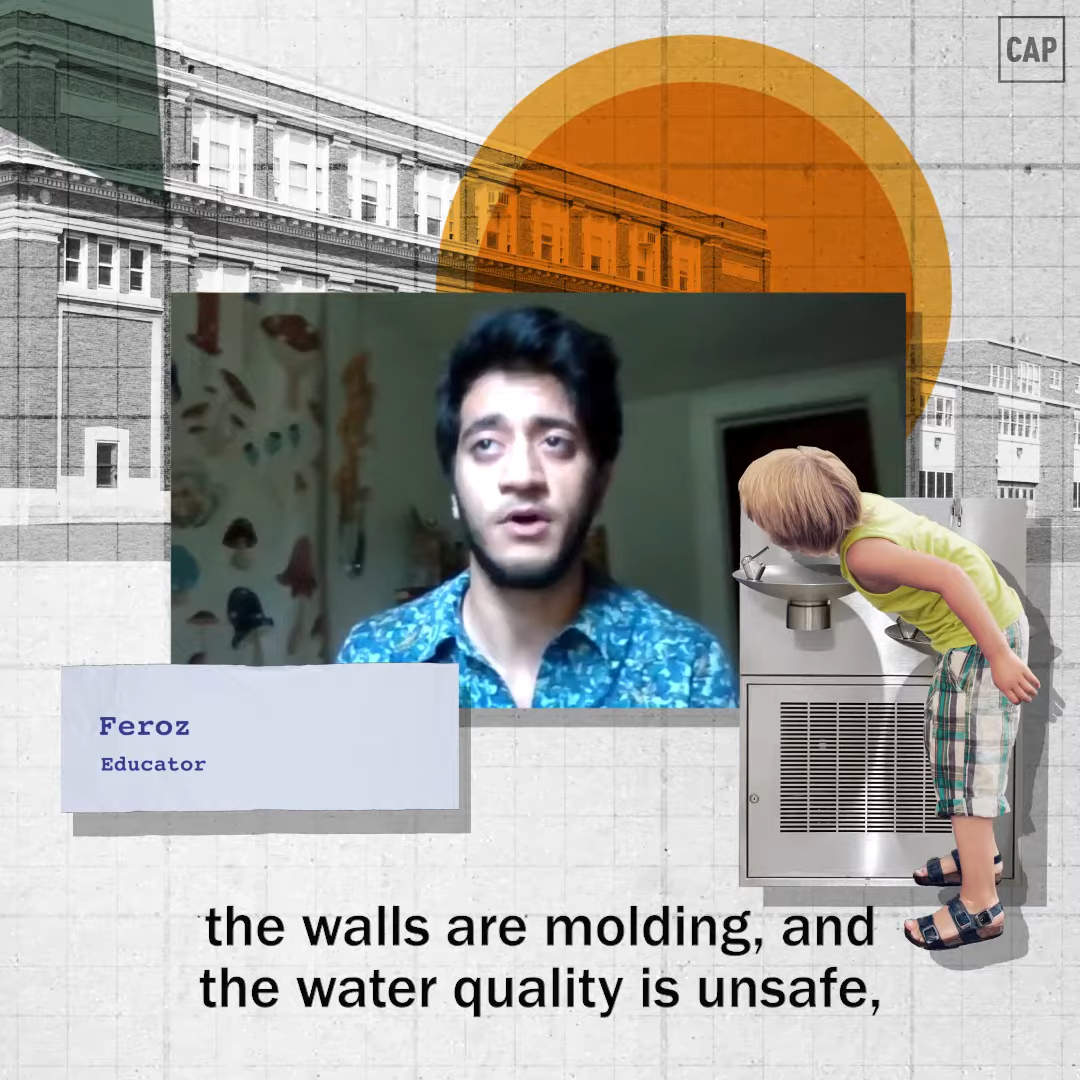 CAP
Feroz
Educator
the walls are molding, and
the water quality is unsafe,